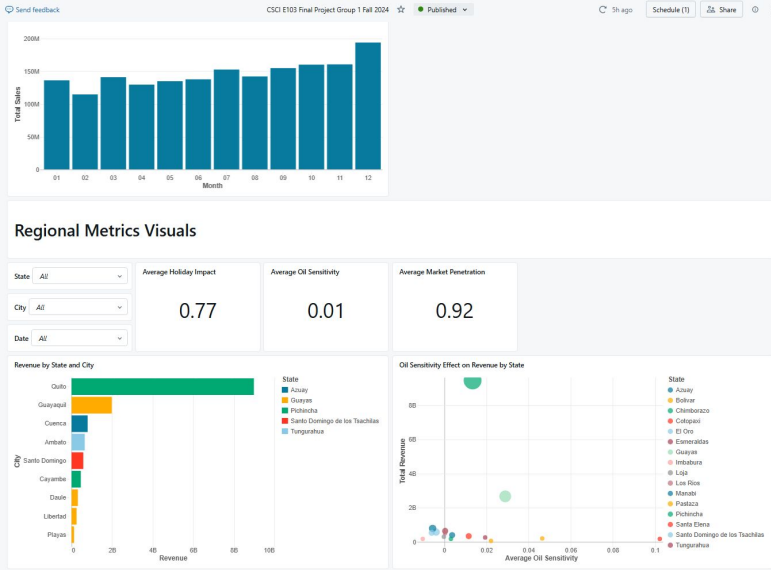 Send feedback
CSCI E103 Final Project Group 1 Fall 2024
Published
5h ago
Schedule (1)
Share
200M
150M
100M
50M
0
Total Sales
01 02 03 04 05 06 07 08 09 10 11 12
Month
Regional Metrics Visuals
State All
City All
Date All
Average Holiday Impact
0.77
Average Oil Sensitivity
0.01
Average Market Penetration
0.92
Revenue by State and City
City
Quito
Guayaquil
Cuenca
Ambato
Santo Domingo
Cayambe
Daule
Libertad
Playas
0 2B 4B 6B 8B 10B
Revenue
State
Azuay
Guayas
Pichincha
Santo Domingo de los Tsachilas
Tungurahua
Oil Sensitivity Effect on Revenue by State
Total Revenue
8B
6B
4B
2B
0
0 0.02 0.04 0.06 0.08 0.1
Average Oil Sensitivity
State
Azuay
Bolivar
Chimborazo
Cotopaxi
El Oro
Esmeraldas
Guayas
Imbabura
Loja
Los Rios
Manabi
Pastaza
Pichincha
Santa Elena
Santo Domingo de los Tsachilas
Tungurahua